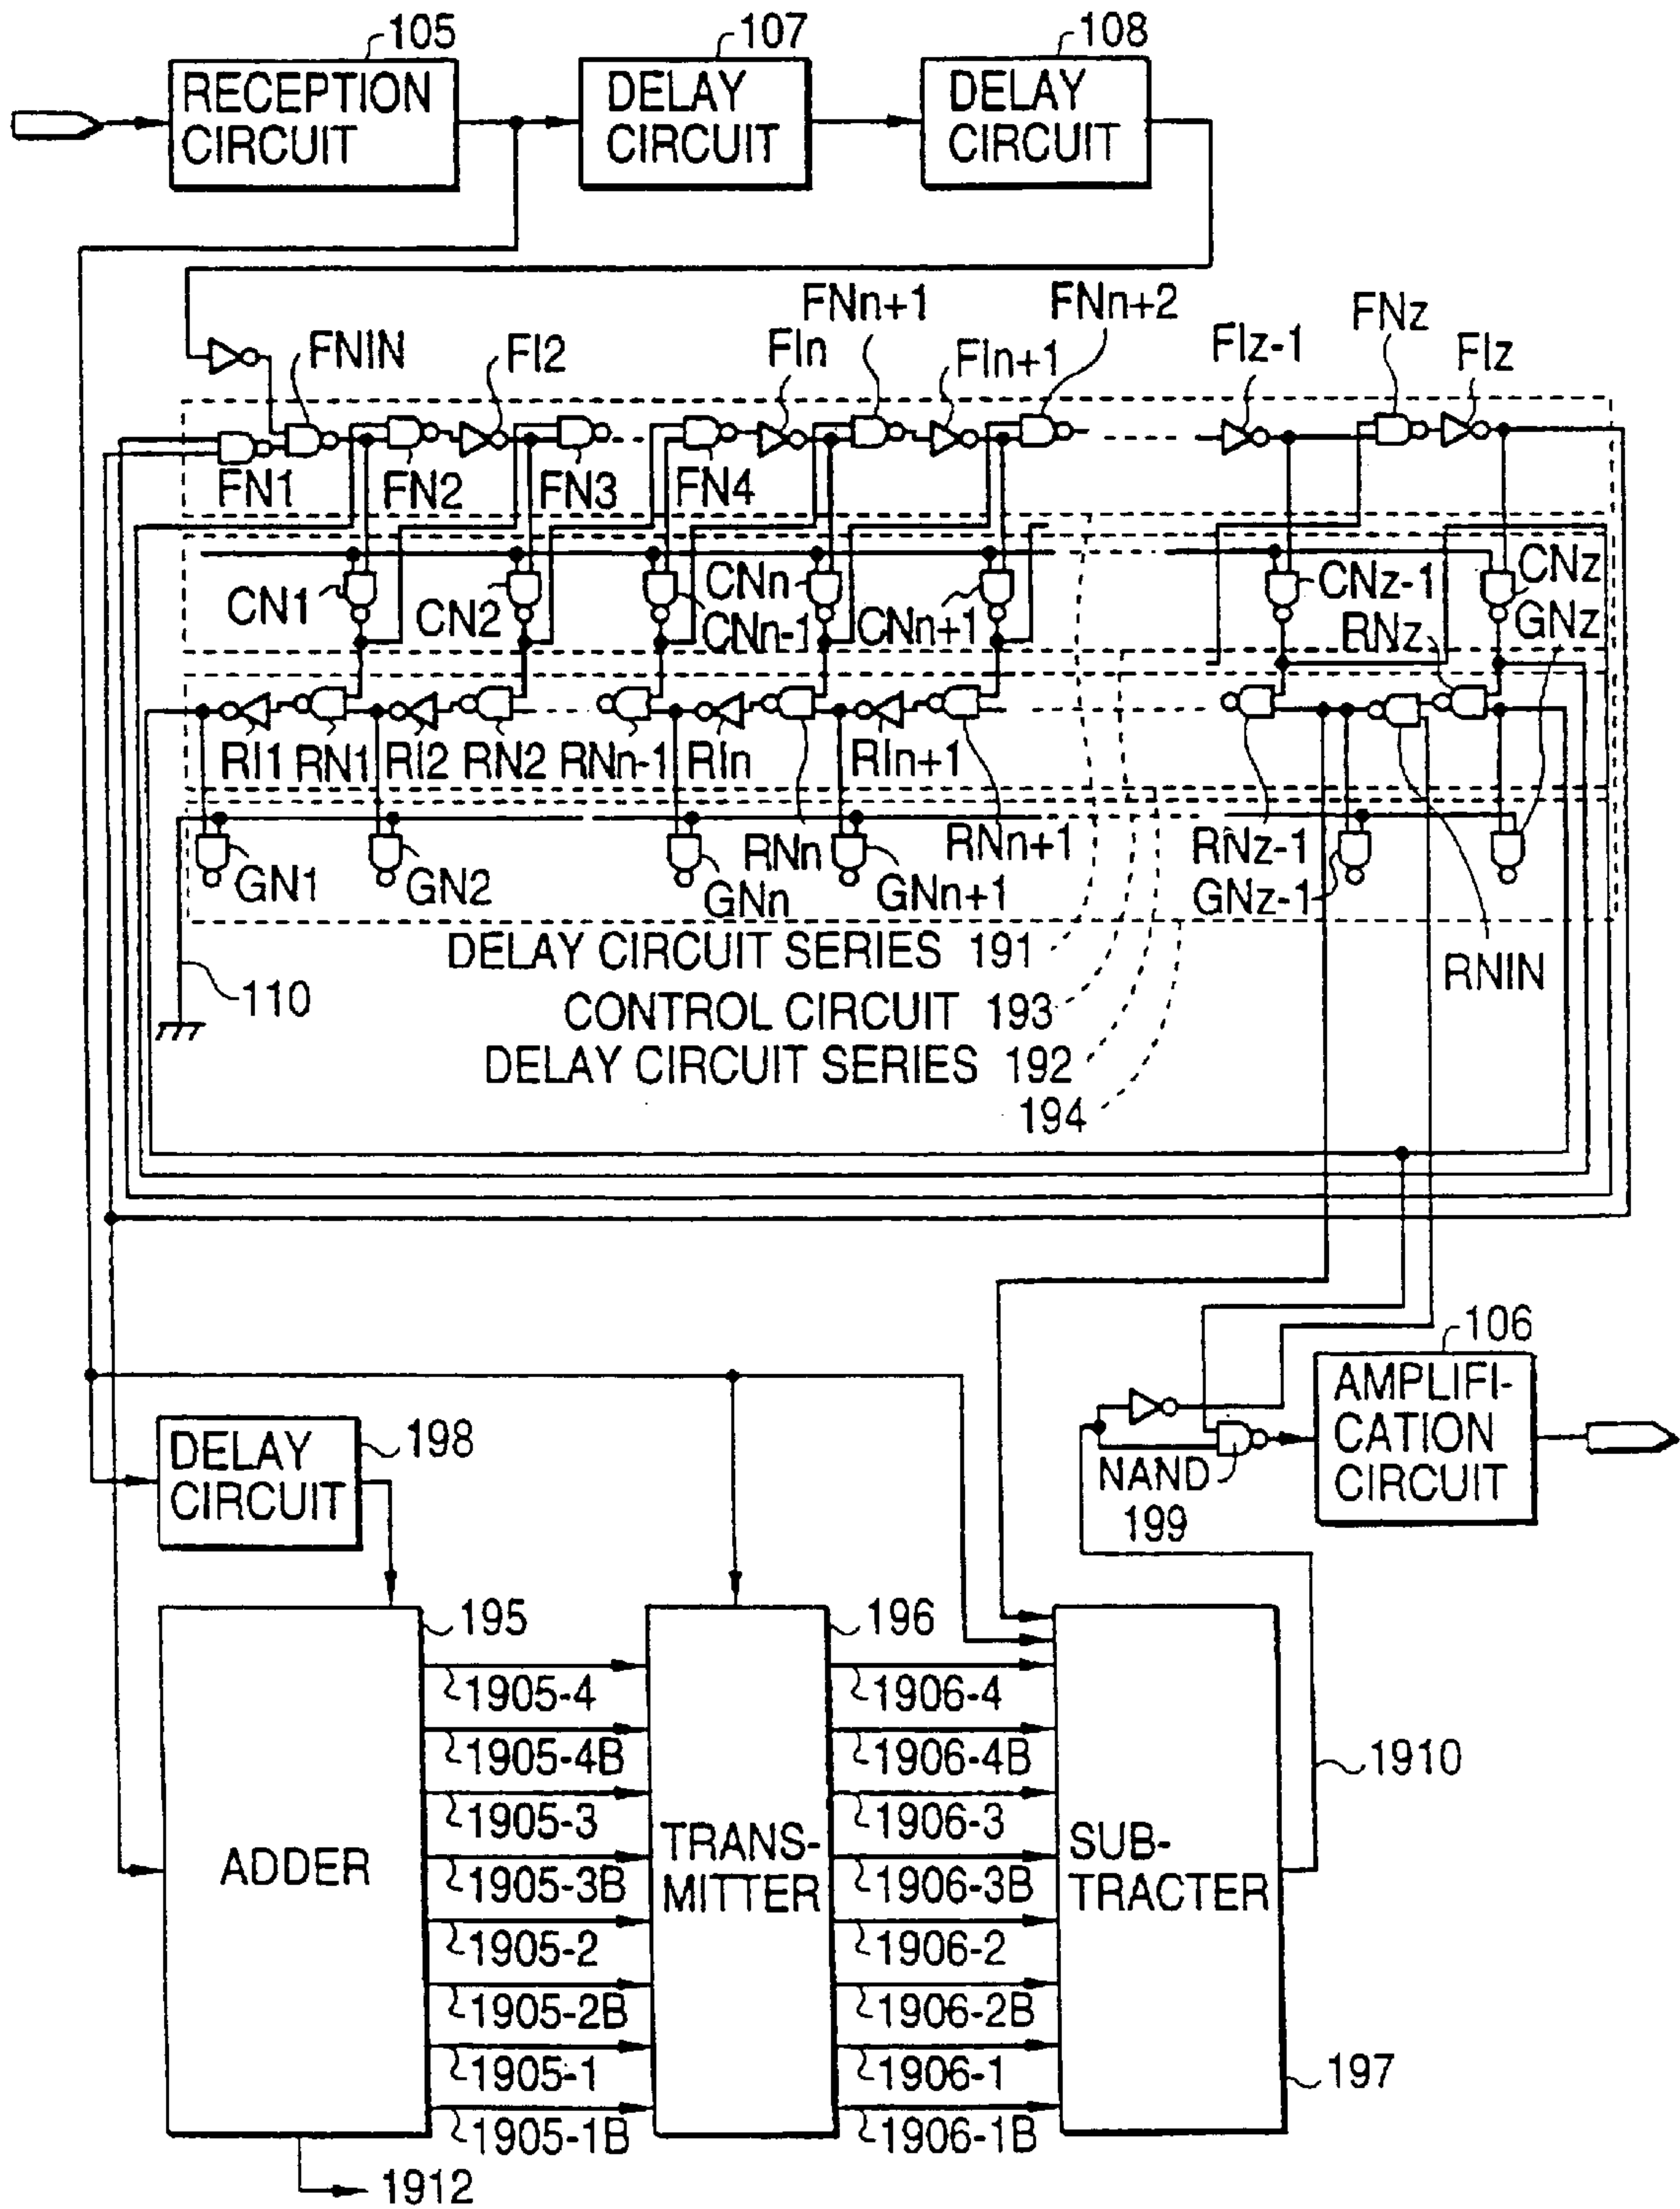 105
107
108
RECEPTION
CIRCUIT
DELAY
CIRCUIT
DELAY
CIRCUIT
FNIN
FI2
FIn
FNn+1
FIn+1
FNn+2
FIz-1
FNz
FIz
FN1
FN2
FN3
FN4
CN1
CN2
CNn
CNn-1
CNn+1
CNz-1
CNz
RNz
GNz
RI1
RN1
RI2
RN2
RNn-1
RIn
RIn+1
GN1
GN2
GNn
RNn
GNn+1
RNn+1
RNz-1
GNz-1
RNIN
DELAY CIRCUIT SERIES 191
110
CONTROL CIRCUIT 193
DELAY CIRCUIT SERIES 192
194
106
AMPLIFI-
CATION
CIRCUIT
198
DELAY
CIRCUIT
NAND
199
195
196
1905-4
1906-4
1905-4B
1906-4B
1910
1905-3
1906-3
ADDER
TRANS-
MITTER
SUB-
TRACTER
1905-3B
1906-3B
1905-2
1906-2
1905-2B
1906-2B
1905-1
1906-1
197
1905-1B
1906-1B
1912